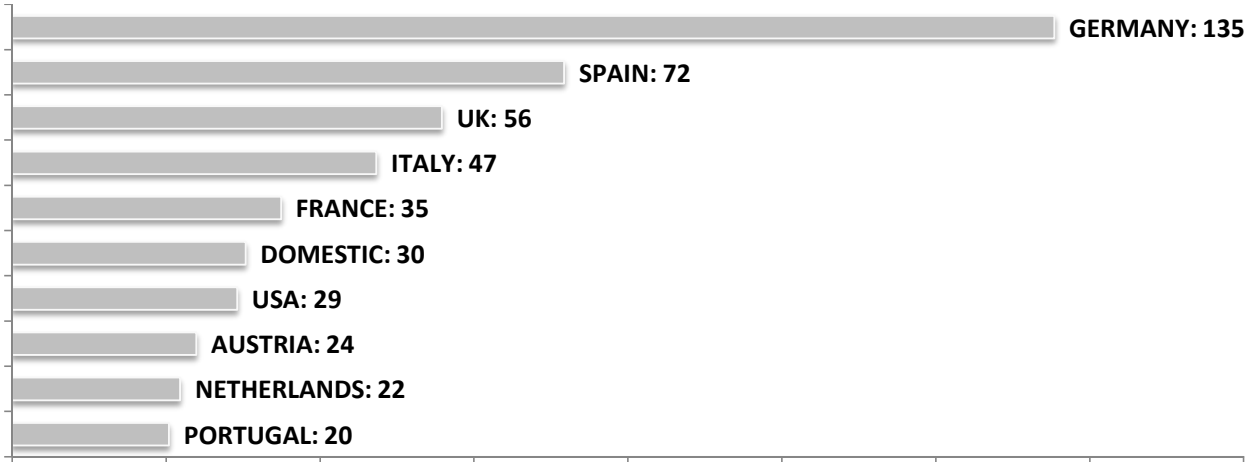 GERMANY: 135
SPAIN: 72
UK: 56
ITALY: 47
FRANCE: 35
DOMESTIC: 30
USA: 29
AUSTRIA: 24
NETHERLANDS: 22
PORTUGAL: 20